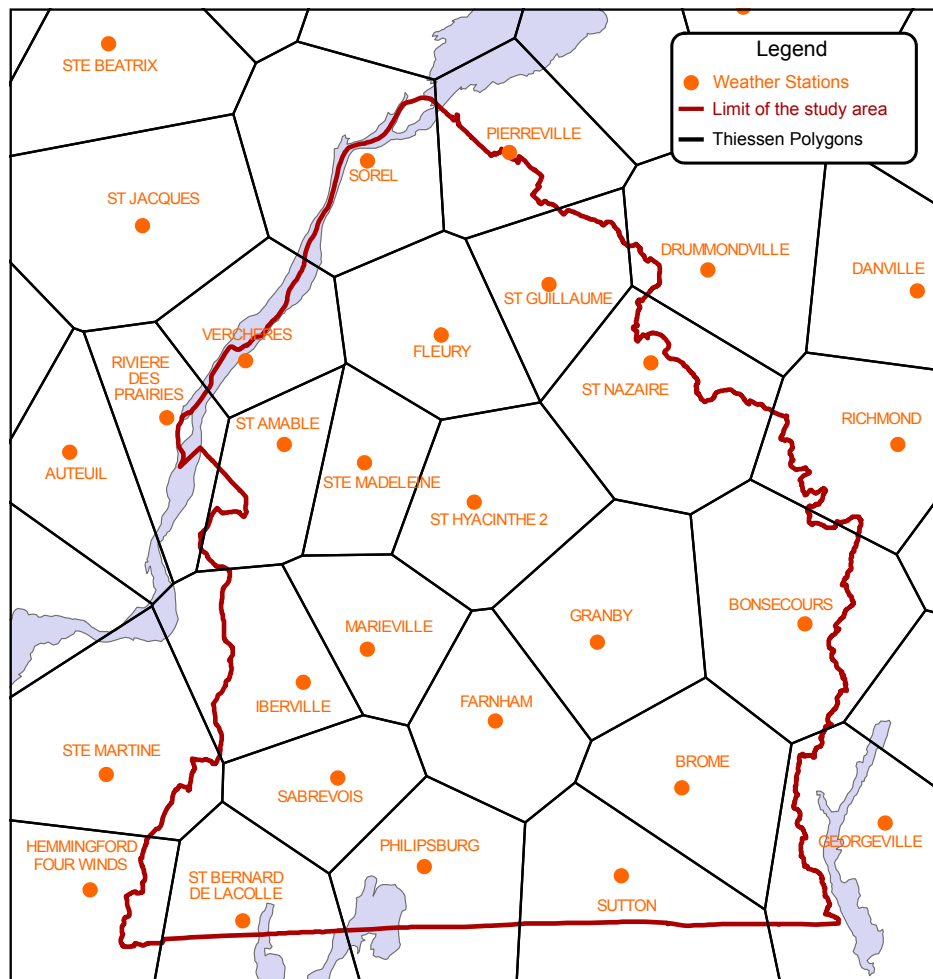 Legend
Weather Stations
Limit of the study area
Thiessen Polygons
STE BEATRIX
PIERREVILLE
SOREL
ST JACQUES
DRUMMONDVILLE
DANVILLE
ST GUILLAUME
VERCHERES
FLEURY
RIVIERE
DES
PRAIRIES
ST NAZAIRE
ST AMABLE
RICHMOND
AUTEUIL
STE MADELEINE
ST HYACINTHE 2
BONSECOURS
GRANBY
MARIEVILLE
IBERVILLE
FARNHAM
STE MARTINE
BROME
SABREVOIS
HEMMINGFORD
FOUR WINDS
PHILIPSBURG
GEORGEVILLE
ST BERNARD
DE LACOLLE
SUTTON